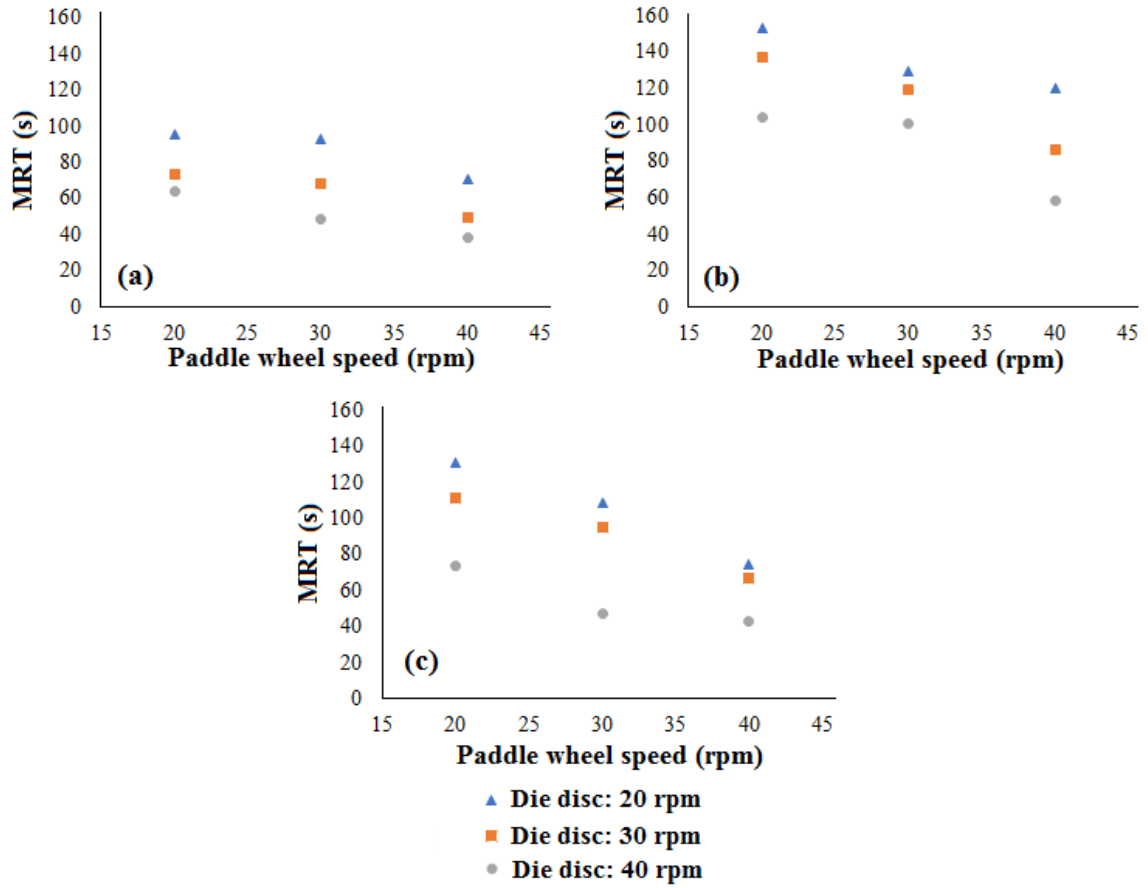 160
140
120
100
80
60
40
20
0
MRT (s)
(a)
15 20 25 30 35 40 45
Paddle wheel speed (rpm)
160
140
120
100
80
60
40
20
0
MRT (s)
(b)
15 20 25 30 35 40 45
Paddle wheel speed (rpm)
160
140
120
100
80
60
40
20
0
MRT (s)
(c)
15 20 25 30 35 40 45
Paddle wheel speed (rpm)
Die disc: 20 rpm
Die disc: 30 rpm
Die disc: 40 rpm